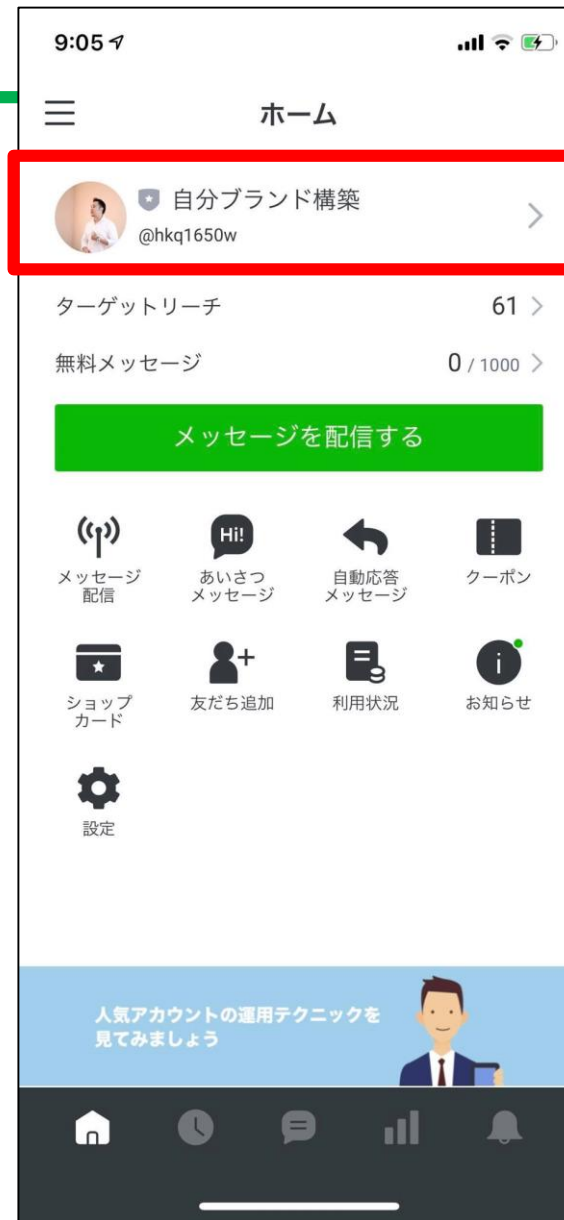 9:05
ホーム
自分ブランド構築
@hkq1650w
ターゲットリーチ 61
無料メッセージ 0 / 1000
メッセージを配信する
メッセージ
配信
Hi!
あいさつ
メッセージ
自動応答
メッセージ
クーポン
ショップ
カード
友だち追加
利用状況
お知らせ
設定
人気アカウントの運用テクニックを
見てみましょう